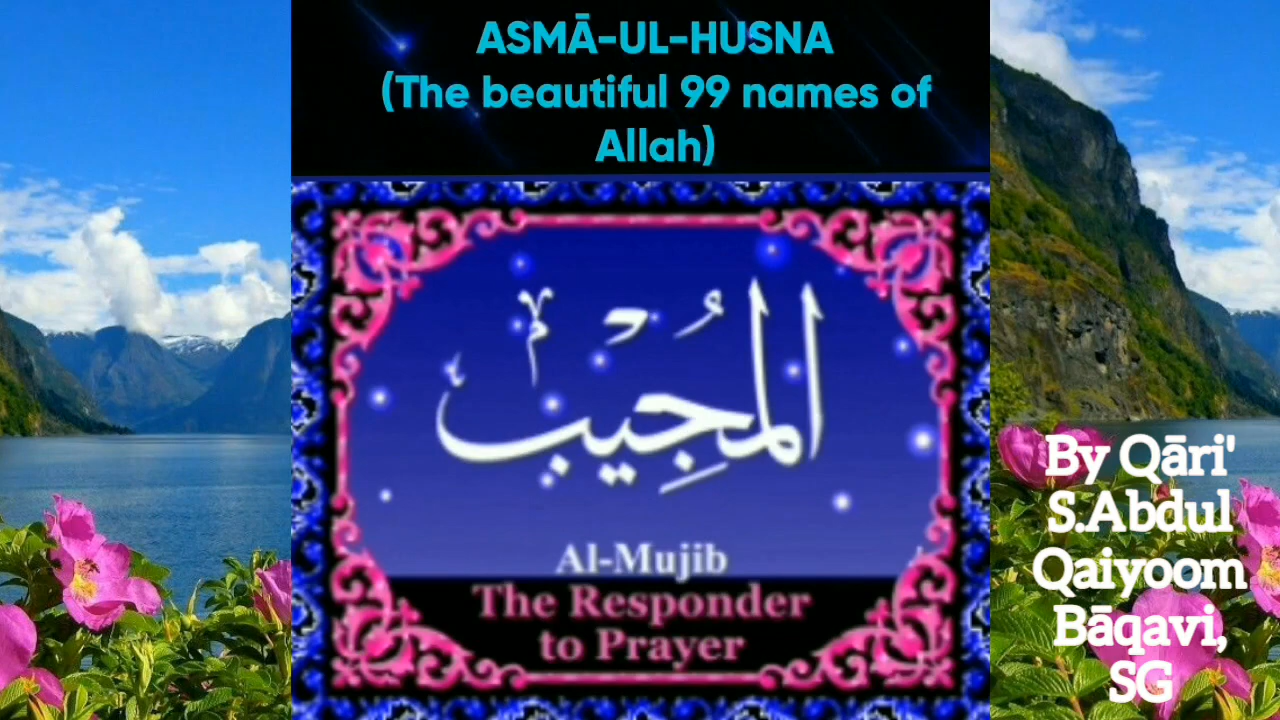 ASMĀ-UL-HUSNA
(The beautiful 99 names of
Allah)
المُجِيبُ
Al-Mujib
The Responder
to Prayer
By Qāri'
S.Abdul
Qaiyoom
Bāqavi,
SG